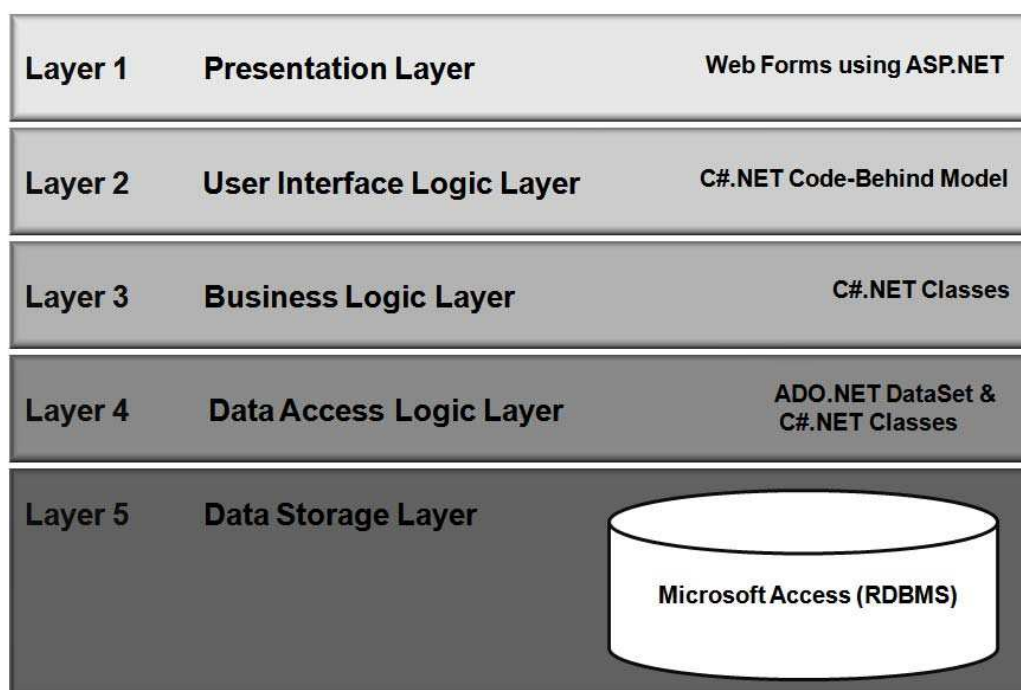 Layer 1 Presentation Layer Web Forms using ASP.NET
Layer 2 User Interface Logic Layer C#.NET Code-Behind Model
Layer 3 Business Logic Layer C#.NET Classes
Layer 4 Data Access Logic Layer ADO.NET DataSet &
C#.NET Classes
Layer 5 Data Storage Layer
Microsoft Access (RDBMS)